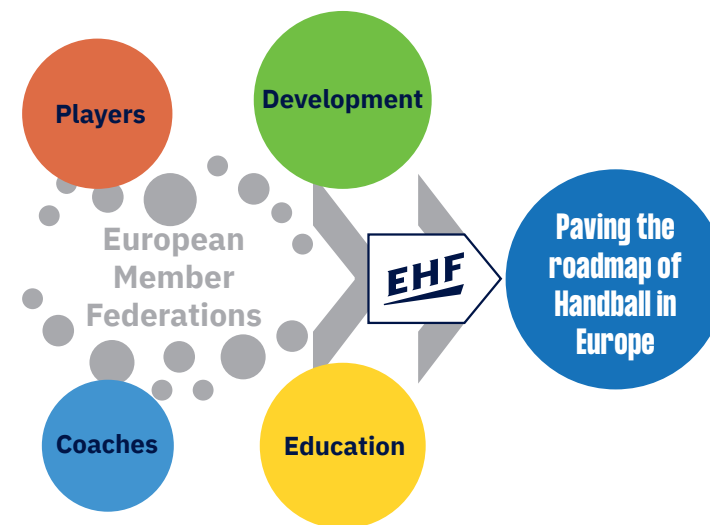 Players
Development
European
Member
Federations
EHF
Paving the
roadmap of
Handball in
Europe
Coaches
Education